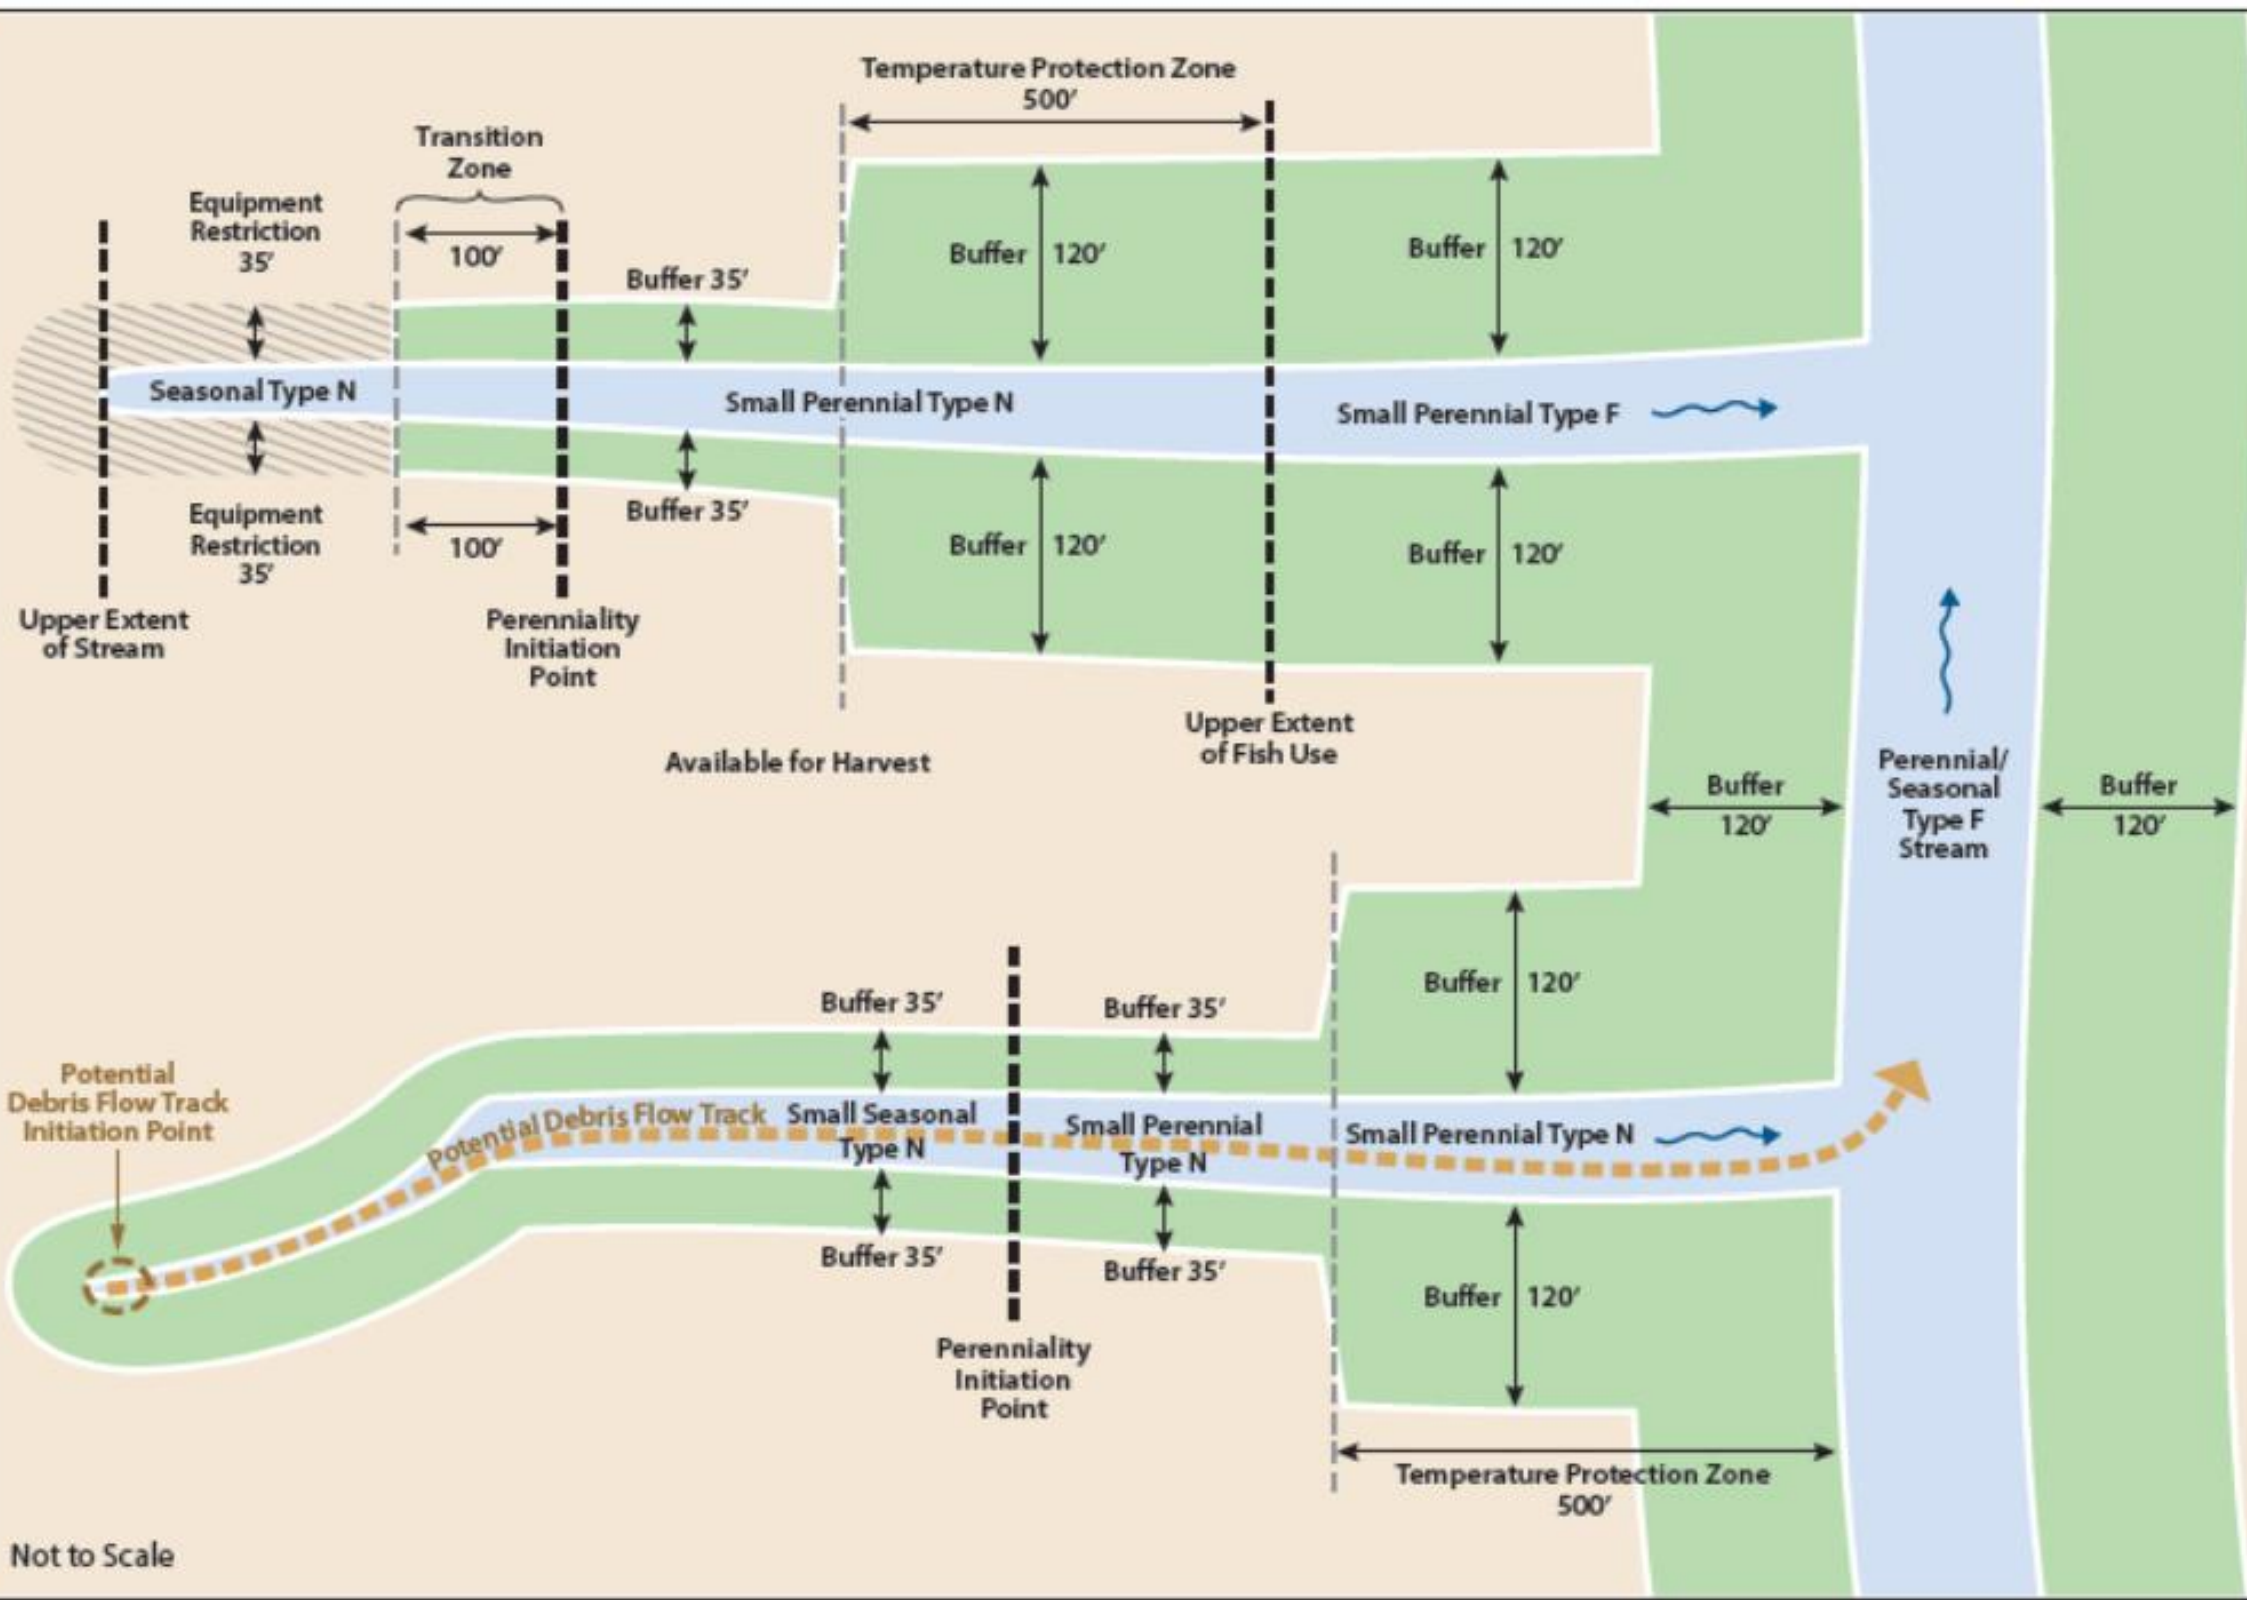 Temperature Protection Zone
500′
Transition
Zone
Equipment
Restriction
35′
100′
Buffer 35′
Buffer 120′
Buffer 120′
Seasonal Type N
Small Perennial Type N
Small Perennial Type F
Equipment
Restriction
35′
100′
Buffer 35′
Buffer 120′
Buffer 120′
Upper Extent
of Stream
Perenniality
Initiation
Point
Upper Extent
of Fish Use
Available for Harvest
Buffer
120′
Perennial/
Seasonal
Type F
Stream
Buffer
120′
Buffer 35′
Buffer 35′
Buffer 120′
Potential
Debris Flow Track
Initiation Point
Potential Debris Flow Track
Small Seasonal
Type N
Small Perennial
Type N
Small Perennial Type N
Buffer 35′
Buffer 35′
Buffer 120′
Perenniality
Initiation
Point
Temperature Protection Zone
500′
Not to Scale